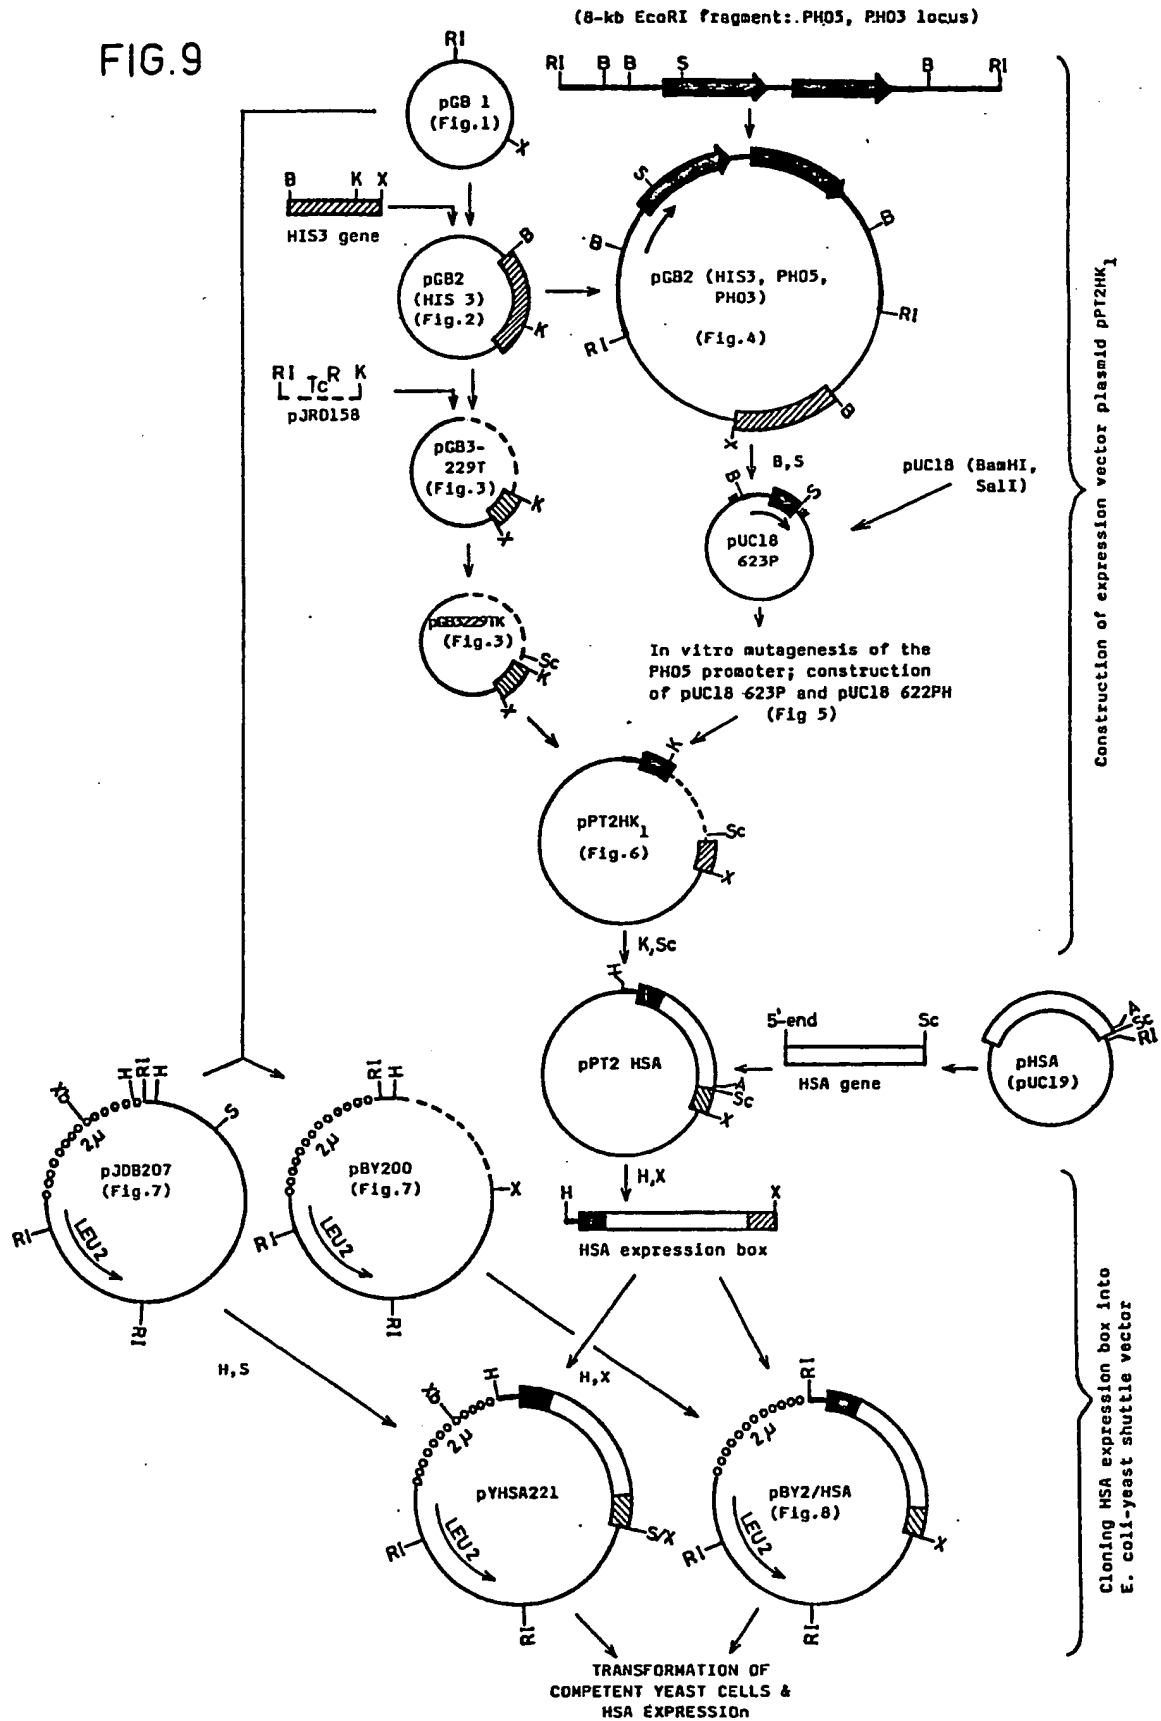 FIG.9
(8-kb EcoRI fragment: PHO5, PHO3 locus)
RI
RI B B S B RI
pGB 1
(Fig.1)
X
B K X
HIS3 gene
pGB2
(HIS 3)
(Fig.2)
B
K
S
B
B
pGB2 (HIS3, PHO5,
PHO3)
(Fig.4)
RI
RI
B
X
RI TcR K
pJRD158
pGB3-
229T
(Fig.3)
K
X
B,S
pUC18 (BamHI,
SalI)
B
S
pUC18
623P
pGB3229TK
(Fig.3)
Sc
K
X
In vitro mutagenesis of the
PHO5 promoter; construction
of pUC18 623P and pUC18 622PH
(Fig 5)
K
pPT2HK1
(Fig.6)
Sc
X
Construction of expression vector plasmid pPT2HK1
K,Sc
H
pPT2 HSA
A
Sc
X
5'-end Sc
HSA gene
pHSA
(pUC19)
A
Sc
RI
Xb
H RI H
S
2µ
pJDB207
(Fig.7)
RI
LEU2
RI
RI H
2µ
pBY200
(Fig.7)
X
RI
LEU2
RI
H,X
H X
HSA expression box
H,S
H,X
Xb
H
2µ
pYHSA221
S/X
RI
LEU2
RI
RI
2µ
pBY2/HSA
(Fig.8)
X
RI
LEU2
RI
Cloning HSA expression box into
E. coli-yeast shuttle vector
TRANSFORMATION OF
COMPETENT YEAST CELLS &
HSA EXPRESSIOn